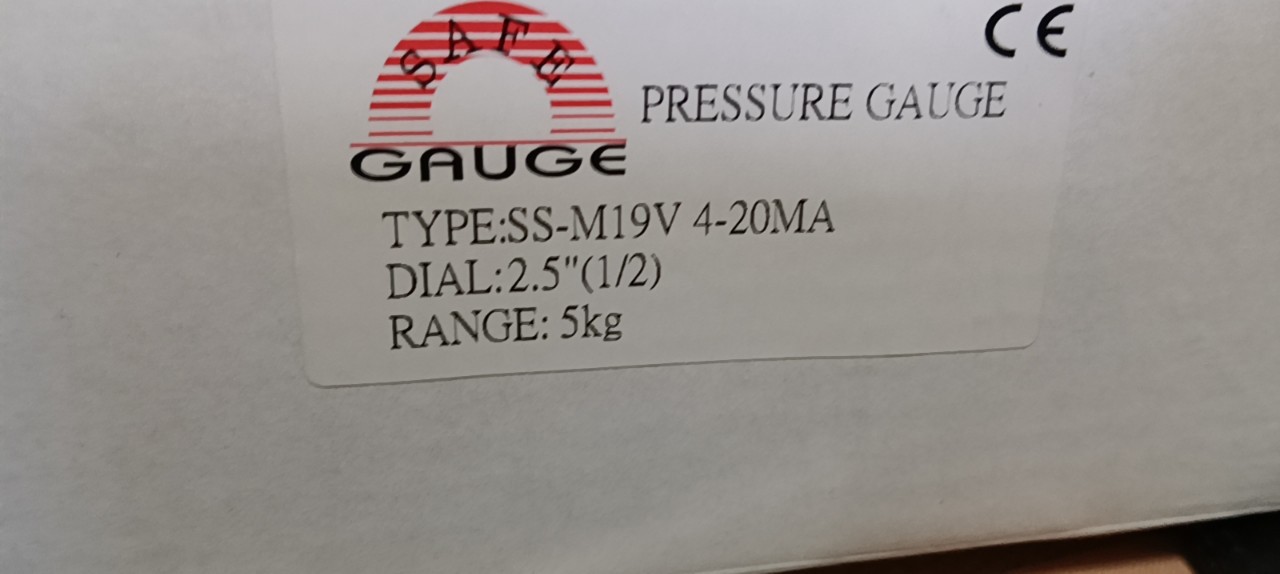 SAFE
GAUGE
CE
PRESSURE GAUGE
TYPE:SS-M19V 4-20MA
DIAL:2.5"(1/2)
RANGE: 5kg